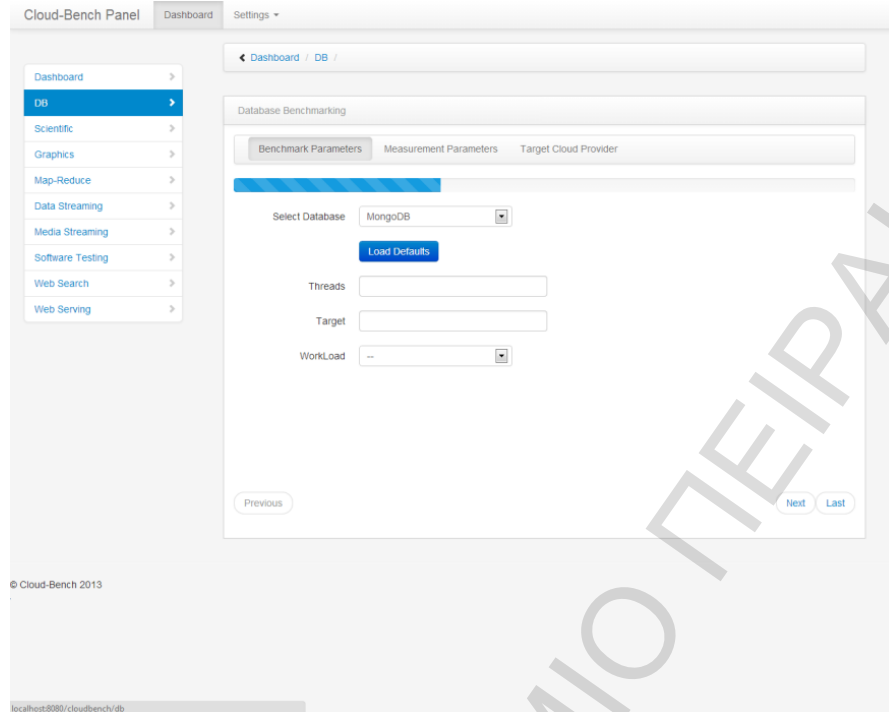 Cloud-Bench Panel Dashboard Settings
Dashboard / DB /
Dashboard
DB
Scientific
Graphics
Map-Reduce
Data Streaming
Media Streaming
Software Testing
Web Search
Web Serving
Database Benchmarking
Benchmark Parameters Measurement Parameters Target Cloud Provider
Select Database MongoDB
Load Defaults
Threads
Target
WorkLoad --
Previous Next Last
© Cloud-Bench 2013
localhost:8080/cloudbench/db
ΜΙΟ ΠΕΙΡΑΙ